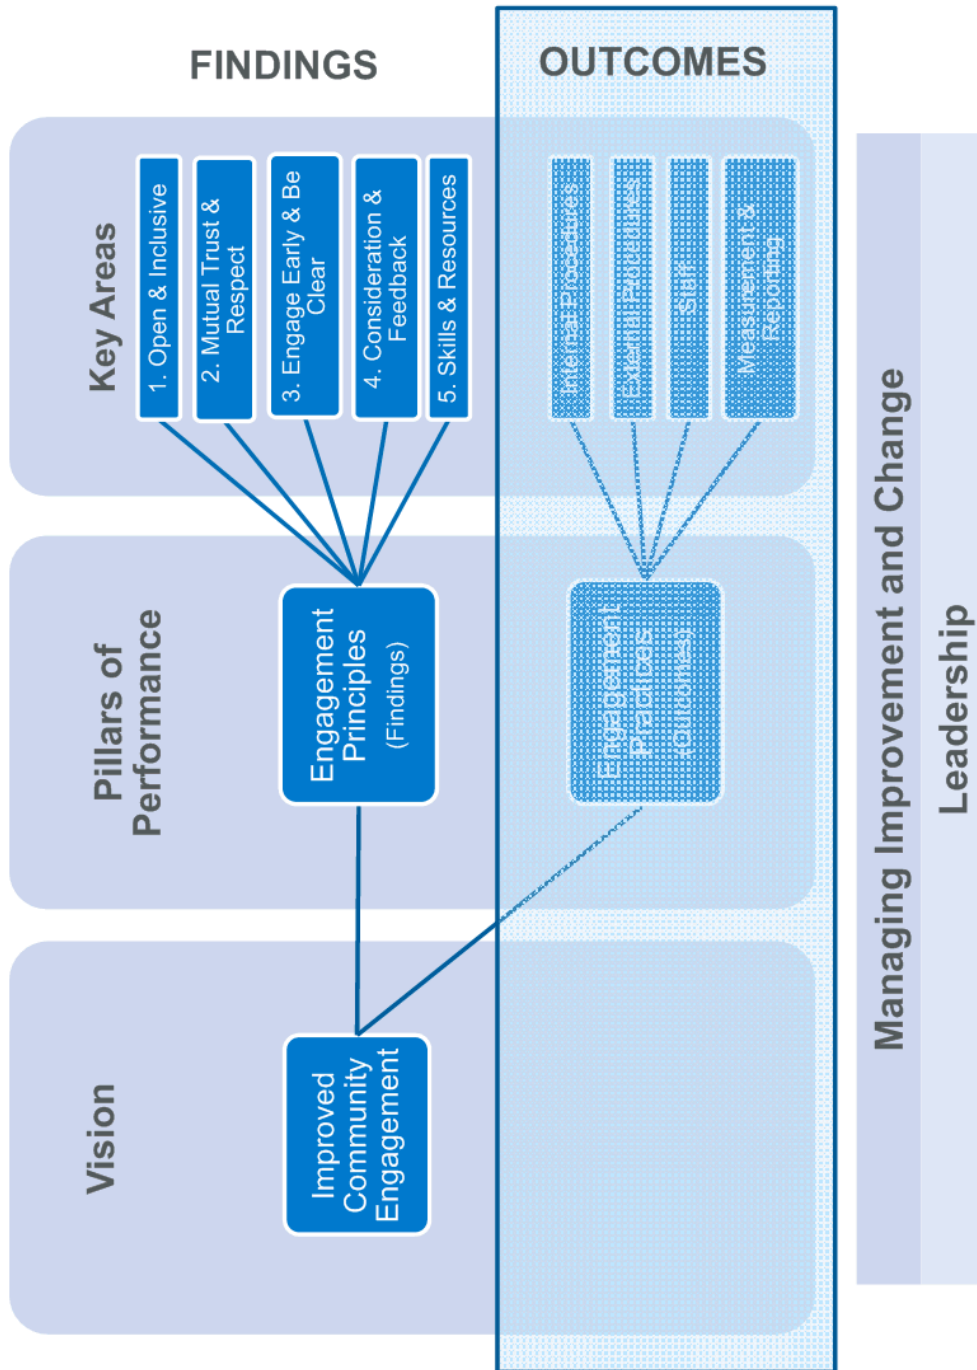 FINDINGS
OUTCOMES
Vision
Pillars of
Performance
Key Areas
Improved
Community
Engagement
Engagement
Principles
(Findings)
1. Open & Inclusive
2. Mutual Trust &
Respect
3. Engage Early & Be
Clear
4. Consideration &
Feedback
5. Skills & Resources
Engagement
Practices
(Outcomes)
Internal Procedures
External Procedures
Staff
Measurement &
Reporting
Managing Improvement and Change
Leadership